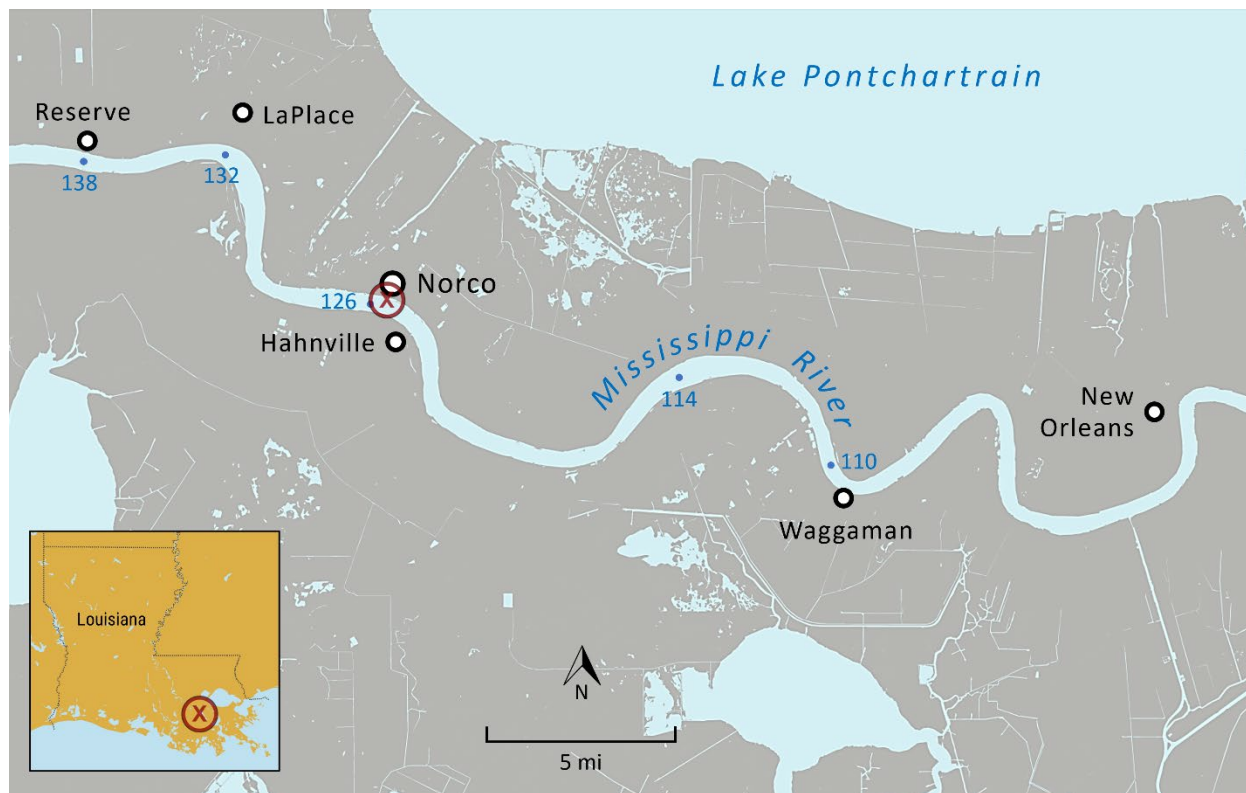 Lake Pontchartrain
Reserve
LaPlace
138
132
126
X
Norco
Hahnville
Mississippi River
114
New
Orleans
110
Waggaman
Louisiana
X
N
5 mi